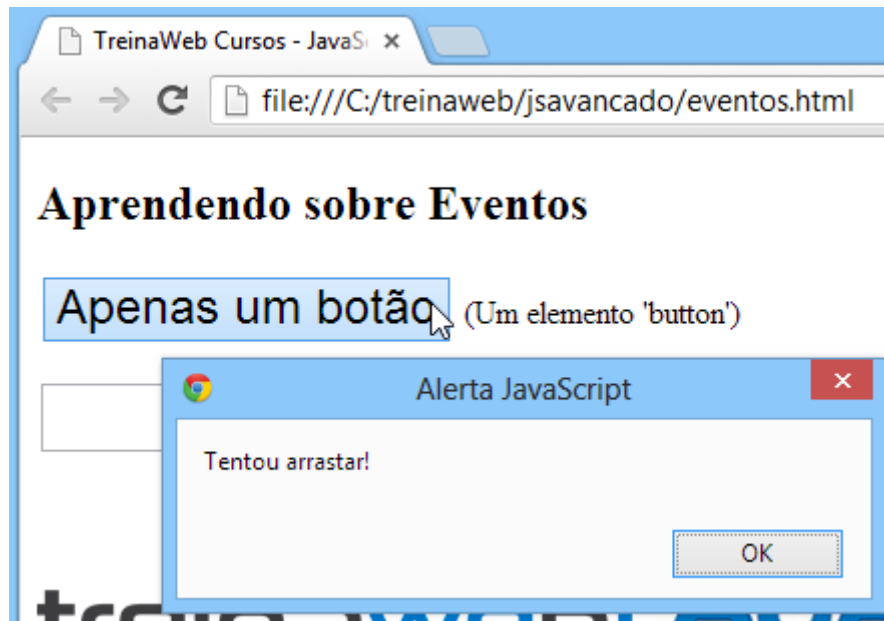 TreinaWeb Cursos - JavaS
file:///C:/treinaweb/jsavancado/eventos.html
Aprendendo sobre Eventos
Apenas um botão (Um elemento 'button')
Alerta JavaScript
Tentou arrastar!
OK